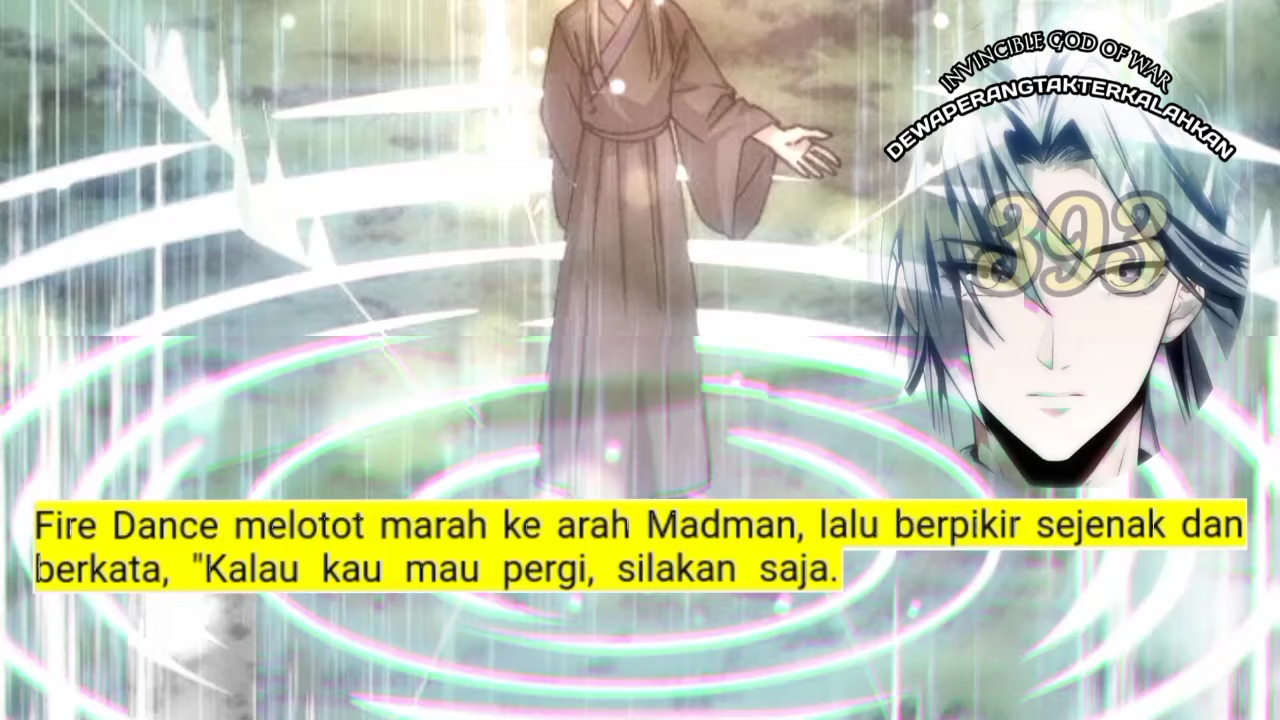 INVINCIBLE GOD OF WAR
DEWAPERANGTAKTERKALAHKAN
393
Fire Dance melotot marah ke arah Madman, lalu berpikir sejenak dan
berkata, "Kalau kau mau pergi, silakan saja.